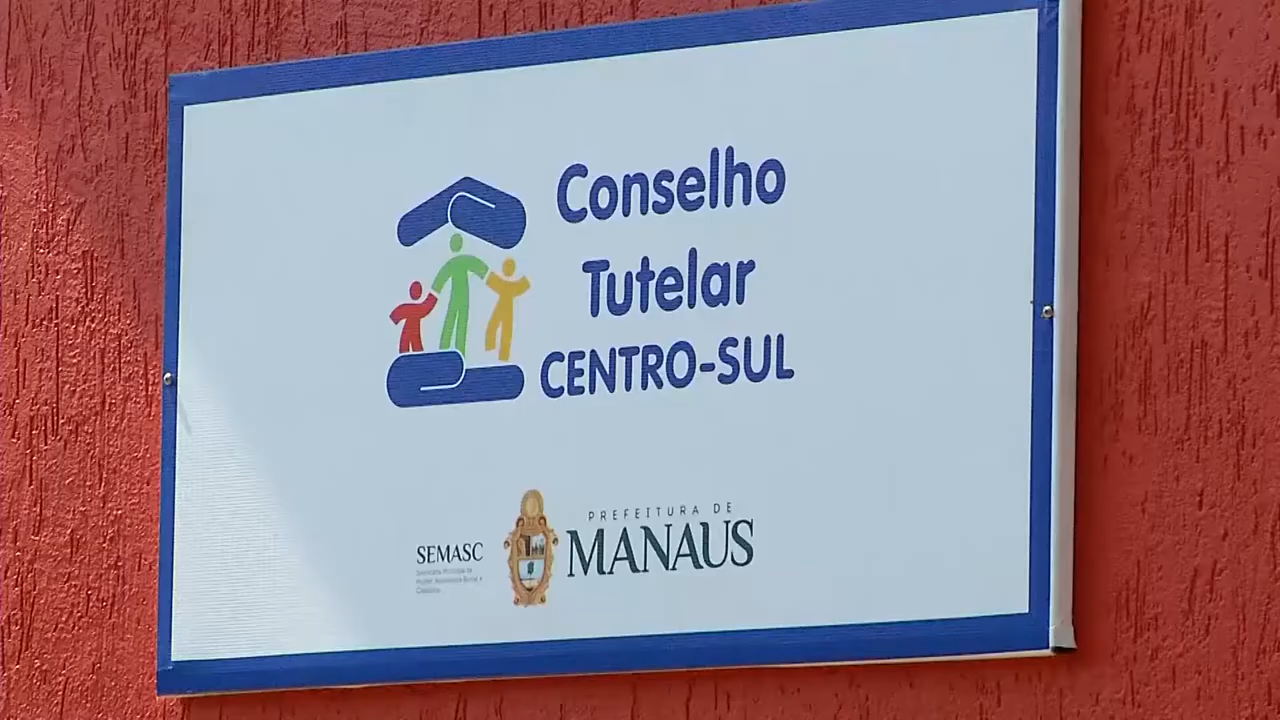 Conselho
Tutelar
CENTRO-SUL
PREFEITURA DE
MANAUS
SEMASC